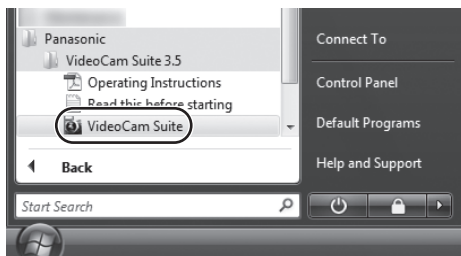 Panasonic
VideoCam Suite 3.5
Operating Instructions
Read this before starting
VideoCam Suite
Back
Start Search
Connect To
Control Panel
Default Programs
Help and Support